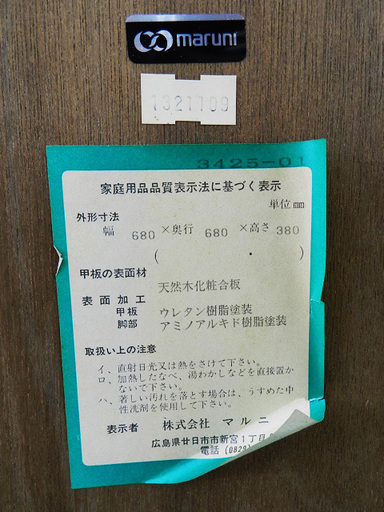 maruni
1321109
3425-01
家庭用品品質表示法に基づく表示
単位㎜
外形寸法
幅 680 ×奥行 680 ×高さ 380
( ・ )
甲板の表面材
天然木化粧合板
表面加工
甲板 ウレタン樹脂塗装
脚部 アミノアルキド樹脂塗装
取扱い上の注意
イ、直射日光又は熱をさけて下さい。
ロ、加熱したなべ、湯わかしなどを直接置か
ないで下さい。
ハ、著しい汚れを落とす場合は、うすめた中
性洗剤を使用して下さい。
表示者 株式会社 マルニ
広島県廿日市市新宮1丁目
電話 (0829)